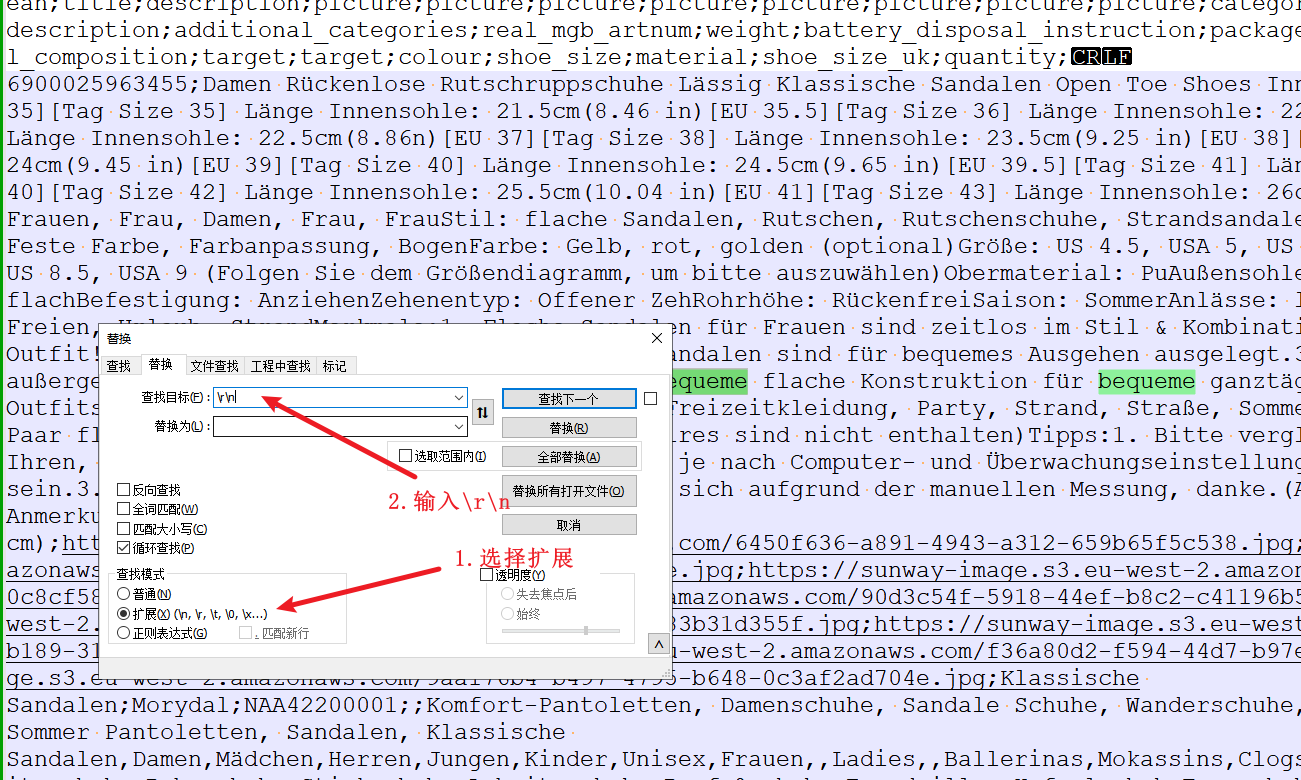 ean;title;description;picture;picture;picture;picture;picture;picture;picture;picture;categor
description;additional_categories;real_mgb_artnum;weight;battery_disposal_instruction;package
l_composition;target;target;colour;shoe_size;material;shoe_size_uk;quantity;CRLF
6900025963455;Damen Rückenlose Rutschruppschuhe Lässig Klassische Sandalen Open Toe Shoes Inn
35][Tag Size 35] Länge Innensohle: 21.5cm(8.46 in)[EU 35.5][Tag Size 36] Länge Innensohle: 22
Länge Innensohle: 22.5cm(8.86n)[EU 37][Tag Size 38] Länge Innensohle: 23.5cm(9.25 in)[EU 38][
24cm(9.45 in)[EU 39][Tag Size 40] Länge Innensohle: 24.5cm(9.65 in)[EU 39.5][Tag Size 41] Län
40][Tag Size 42] Länge Innensohle: 25.5cm(10.04 in)[EU 41][Tag Size 43] Länge Innensohle: 26c
Frauen, Frau, Damen, Frau, FrauStil: flache Sandalen, Rutschen, Rutschenschuhe, Strandsandale
Feste Farbe, Farbanpassung, BogenFarbe: Gelb, rot, golden (optional)Größe: US 4.5, USA 5, US
US 8.5, USA 9 (Folgen Sie dem Größendiagramm, um bitte auszuwählen)Obermaterial: PuAußensohle
flachBefestigung: AnziehenZehenentyp: Offener ZehRohrhöhe: RückenfreiSaison: SommerAnlässe:
Freien, für Frauen sind zeitlos im Stil & Kombinati
Outfit! andalen sind für bequemes Ausgehen ausgelegt.3
außerge equeme flache Konstruktion für bequeme ganztäg
Outfits Freizeitkleidung, Party, Strand, Straße, Somme
Paar fl res sind nicht enthalten)Tipps:1. Bitte vergl
Ihren, je nach Computer- und Überwachungseinstellung
sein.3. sich aufgrund der manuellen Messung, danke.(A
Anmerku
cm);htt com/6450f636-a891-4943-a312-659b65f5c538.jpg;
azonaws e.jpg;https://sunway-image.s3.eu-west-2.amazon
0c8cf58 amazonaws.com/90d3c54f-5918-44ef-b8c2-c41196b5
west-2. 83b31d355f.jpg;https://sunway-image.s3.eu-west
b189-31 u-west-2.amazonaws.com/f36a80d2-f594-44d7-b97e
ge.s3.eu-west-2.amazonaws.com/9aaf76b4-b497-4795-b648-0c3af2ad704e.jpg;Klassische
Sandalen;Morydal;NAA42200001;;Komfort-Pantoletten, Damenschuhe, Sandale Schuhe, Wanderschuhe,
Sommer Pantoletten, Sandalen, Klassische
Sandalen,Damen,Mädchen,Herren,Jungen,Kinder,Unisex,Frauen,,Ladies,,Ballerinas,Mokassins,Clogs
替换
查找 替换 文件查找 工程中查找 标记
查找目标(F) : \r\n
查找下一个
替换为(L) :
替换(R)
选取范围内(I)
全部替换(A)
替换所有打开文件(O)
取消
反向查找
全词匹配(W)
匹配大小写(C)
循环查找(P)
查找模式
普通(N)
扩展(X) (\n, \r, \t, \0, \x...)
正则表达式(G)
. 匹配新行
透明度(Y)
失去焦点后
始终
2.输入\r\n
1.选择扩展